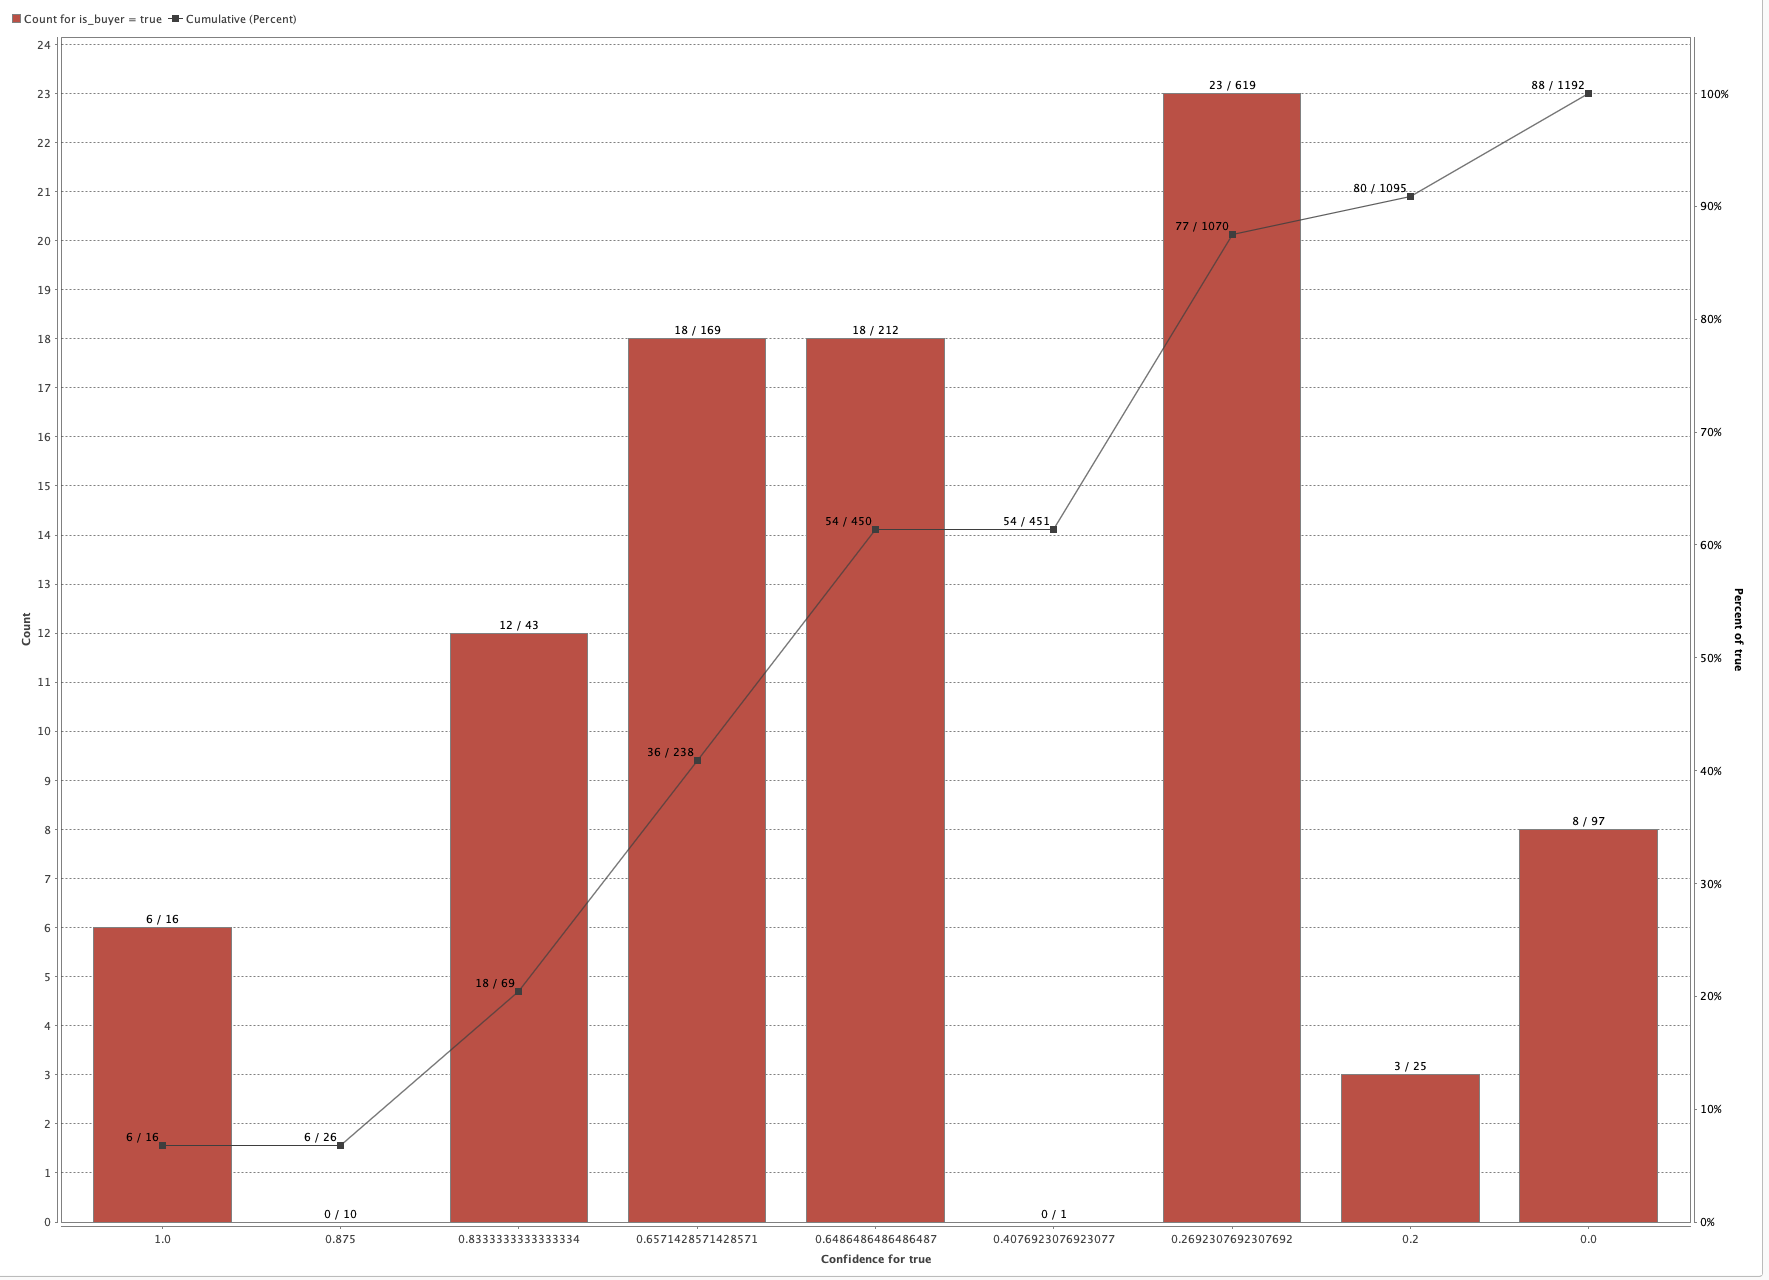 Count for is_buyer = true Cumulative (Percent)
24
23
22
21
20
19
18
17
16
15
14
13
12
11
10
9
8
7
6
5
4
3
2
1
0
Count
6 / 16
0 / 10
12 / 43
18 / 169
18 / 212
0 / 1
23 / 619
3 / 25
8 / 97
6 / 16
6 / 26
18 / 69
36 / 238
54 / 450
54 / 451
77 / 1070
80 / 1095
88 / 1192
100%
90%
80%
70%
60%
50%
40%
30%
20%
10%
0%
Percent of true
1.0 0.875 0.8333333333333334 0.6571428571428571 0.6486486486486487 0.4076923076923077 0.2692307692307692 0.2 0.0
Confidence for true